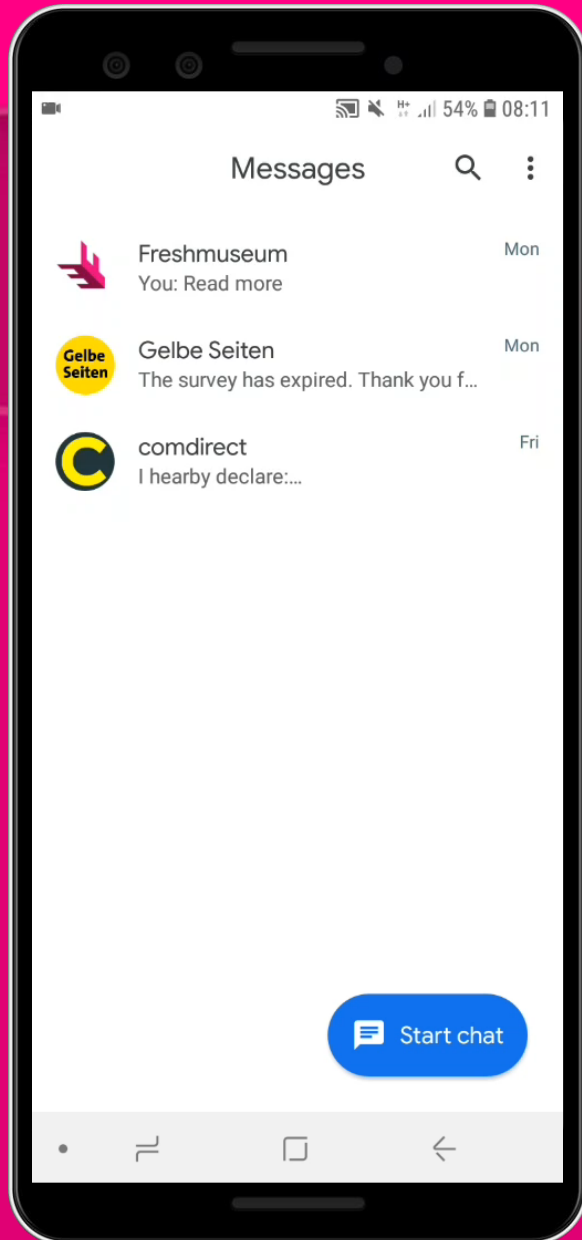 H+ 54% 08:11
Messages
Freshmuseum Mon
You: Read more
Gelbe
Seiten
Gelbe Seiten Mon
The survey has expired. Thank you f...
comdirect Fri
I hearby declare:...
Start chat